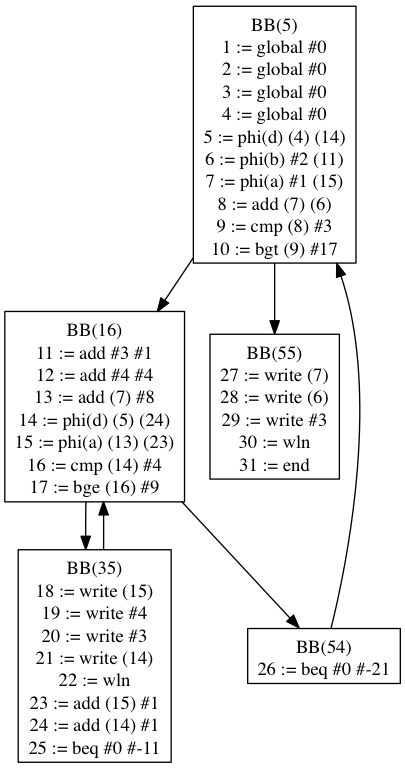 BB(5)
1 := global #0
2 := global #0
3 := global #0
4 := global #0
5 := phi(d) (4) (14)
6 := phi(b) #2 (11)
7 := phi(a) #1 (15)
8 := add (7) (6)
9 := cmp (8) #3
10 := bgt (9) #17
BB(16)
11 := add #3 #1
12 := add #4 #4
13 := add (7) #8
14 := phi(d) (5) (24)
15 := phi(a) (13) (23)
16 := cmp (14) #4
17 := bge (16) #9
BB(55)
27 := write (7)
28 := write (6)
29 := write #3
30 := wln
31 := end
BB(35)
18 := write (15)
19 := write #4
20 := write #3
21 := write (14)
22 := wln
23 := add (15) #1
24 := add (14) #1
25 := beq #0 #-11
BB(54)
26 := beq #0 #-21